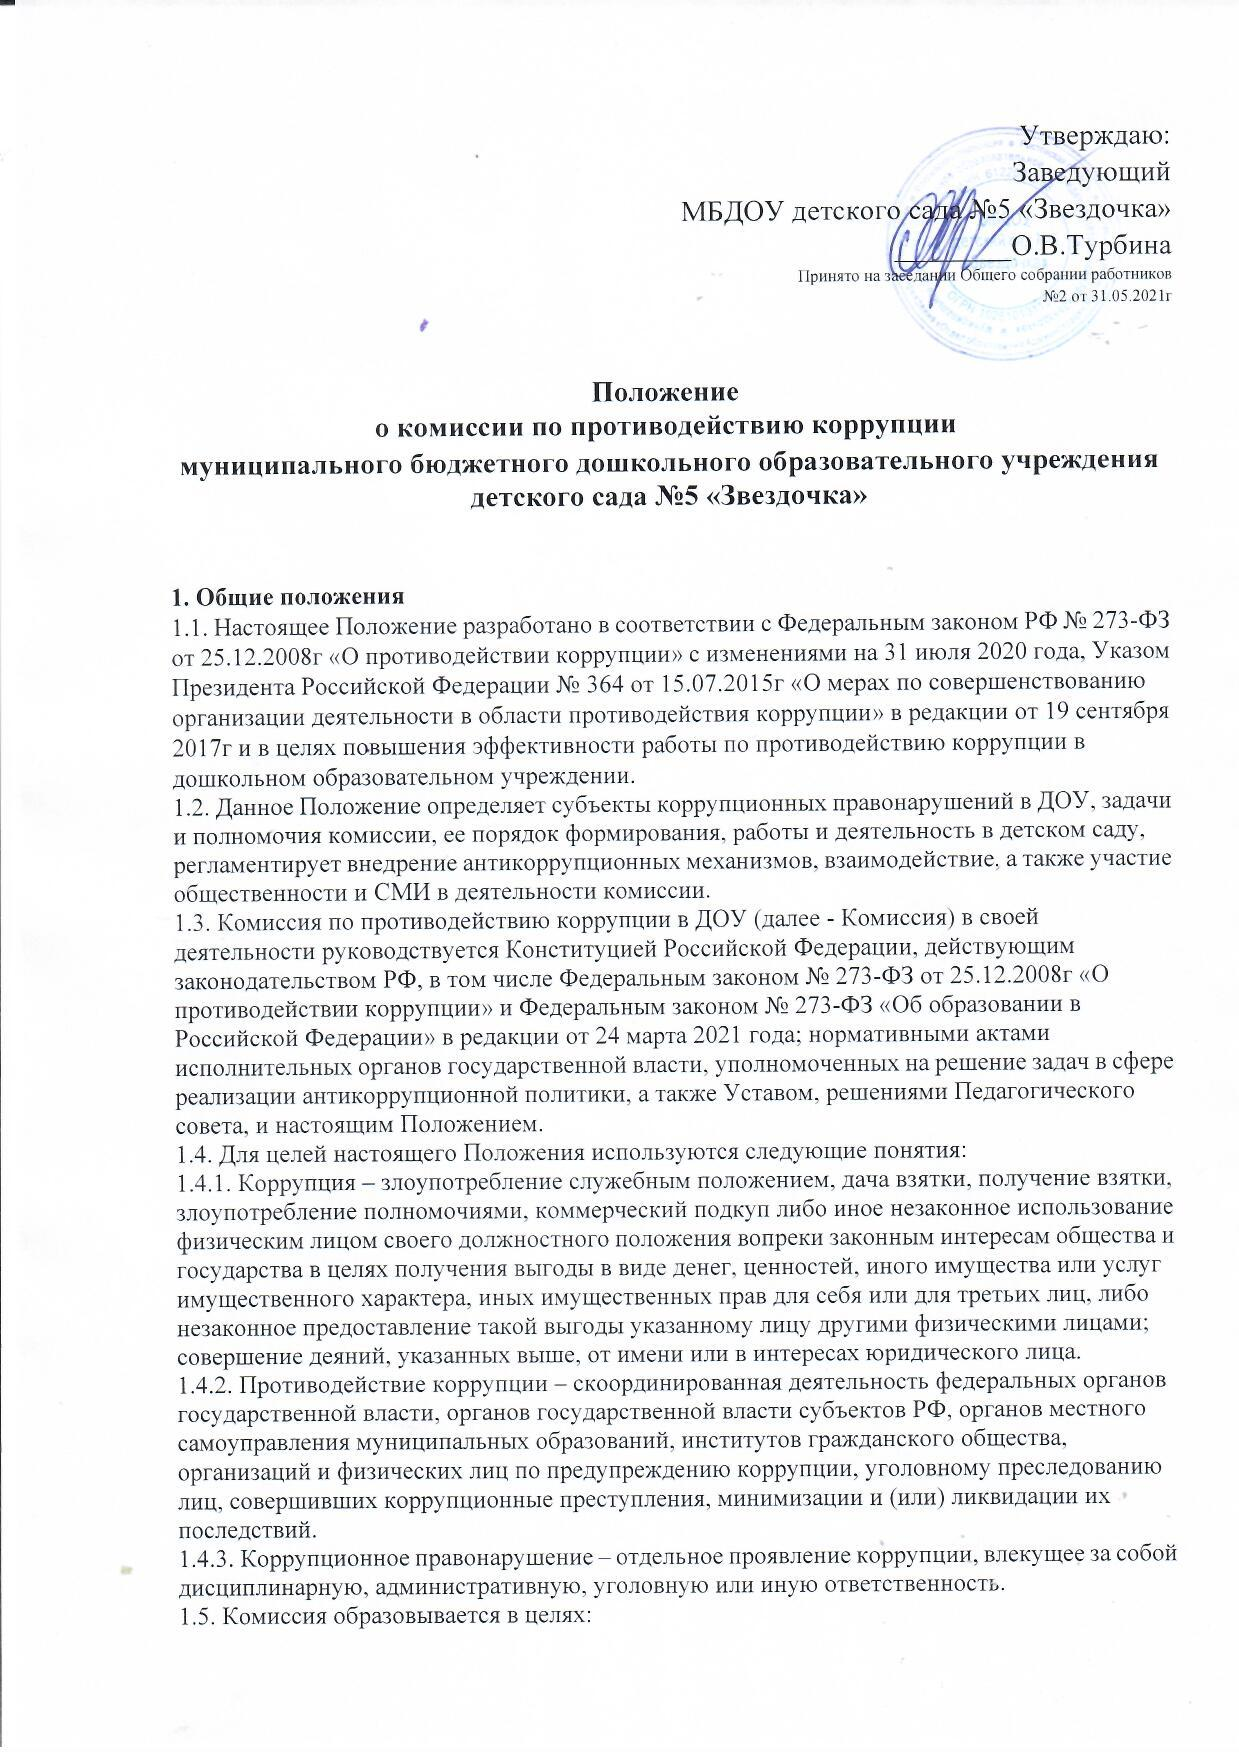 Утверждаю:
Заведующий
МБДОУ детского сада №5 «Звездочка»
________О.В.Турбина
Принято на заседании Общего собрании работников
№2 от 31.05.2021г
Положение
о комиссии по противодействию коррупции
муниципального бюджетного дошкольного образовательного учреждения
детского сада №5 «Звездочка»
1. Общие положения
1.1. Настоящее Положение разработано в соответствии с Федеральным законом РФ № 273-ФЗ
от 25.12.2008г «О противодействии коррупции» с изменениями на 31 июля 2020 года, Указом
Президента Российской Федерации № 364 от 15.07.2015г «О мерах по совершенствованию
организации деятельности в области противодействия коррупции» в редакции от 19 сентября
2017г и в целях повышения эффективности работы по противодействию коррупции в
дошкольном образовательном учреждении.
1.2. Данное Положение определяет субъекты коррупционных правонарушений в ДОУ, задачи
и полномочия комиссии, ее порядок формирования, работы и деятельность в детском саду,
регламентирует внедрение антикоррупционных механизмов, взаимодействие, а также участие
общественности и СМИ в деятельности комиссии.
1.3. Комиссия по противодействию коррупции в ДОУ (далее - Комиссия) в своей
деятельности руководствуется Конституцией Российской Федерации, действующим
законодательством РФ, в том числе Федеральным законом № 273-ФЗ от 25.12.2008г «О
противодействии коррупции» и Федеральным законом № 273-ФЗ «Об образовании в
Российской Федерации» в редакции от 24 марта 2021 года; нормативными актами
исполнительных органов государственной власти, уполномоченных на решение задач в сфере
реализации антикоррупционной политики, а также Уставом, решениями Педагогического
совета, и настоящим Положением.
1.4. Для целей настоящего Положения используются следующие понятия:
1.4.1. Коррупция – злоупотребление служебным положением, дача взятки, получение взятки,
злоупотребление полномочиями, коммерческий подкуп либо иное незаконное использование
физическим лицом своего должностного положения вопреки законным интересам общества и
государства в целях получения выгоды в виде денег, ценностей, иного имущества или услуг
имущественного характера, иных имущественных прав для себя или для третьих лиц, либо
незаконное предоставление такой выгоды указанному лицу другими физическими лицами;
совершение деяний, указанных выше, от имени или в интересах юридического лица.
1.4.2. Противодействие коррупции – скоординированная деятельность федеральных органов
государственной власти, органов государственной власти субъектов РФ, органов местного
самоуправления муниципальных образований, институтов гражданского общества,
организаций и физических лиц по предупреждению коррупции, уголовному преследованию
лиц, совершивших коррупционные преступления, минимизации и (или) ликвидации их
последствий.
1.4.3. Коррупционное правонарушение – отдельное проявление коррупции, влекущее за собой
дисциплинарную, административную, уголовную или иную ответственность.
1.5. Комиссия образовывается в целях: